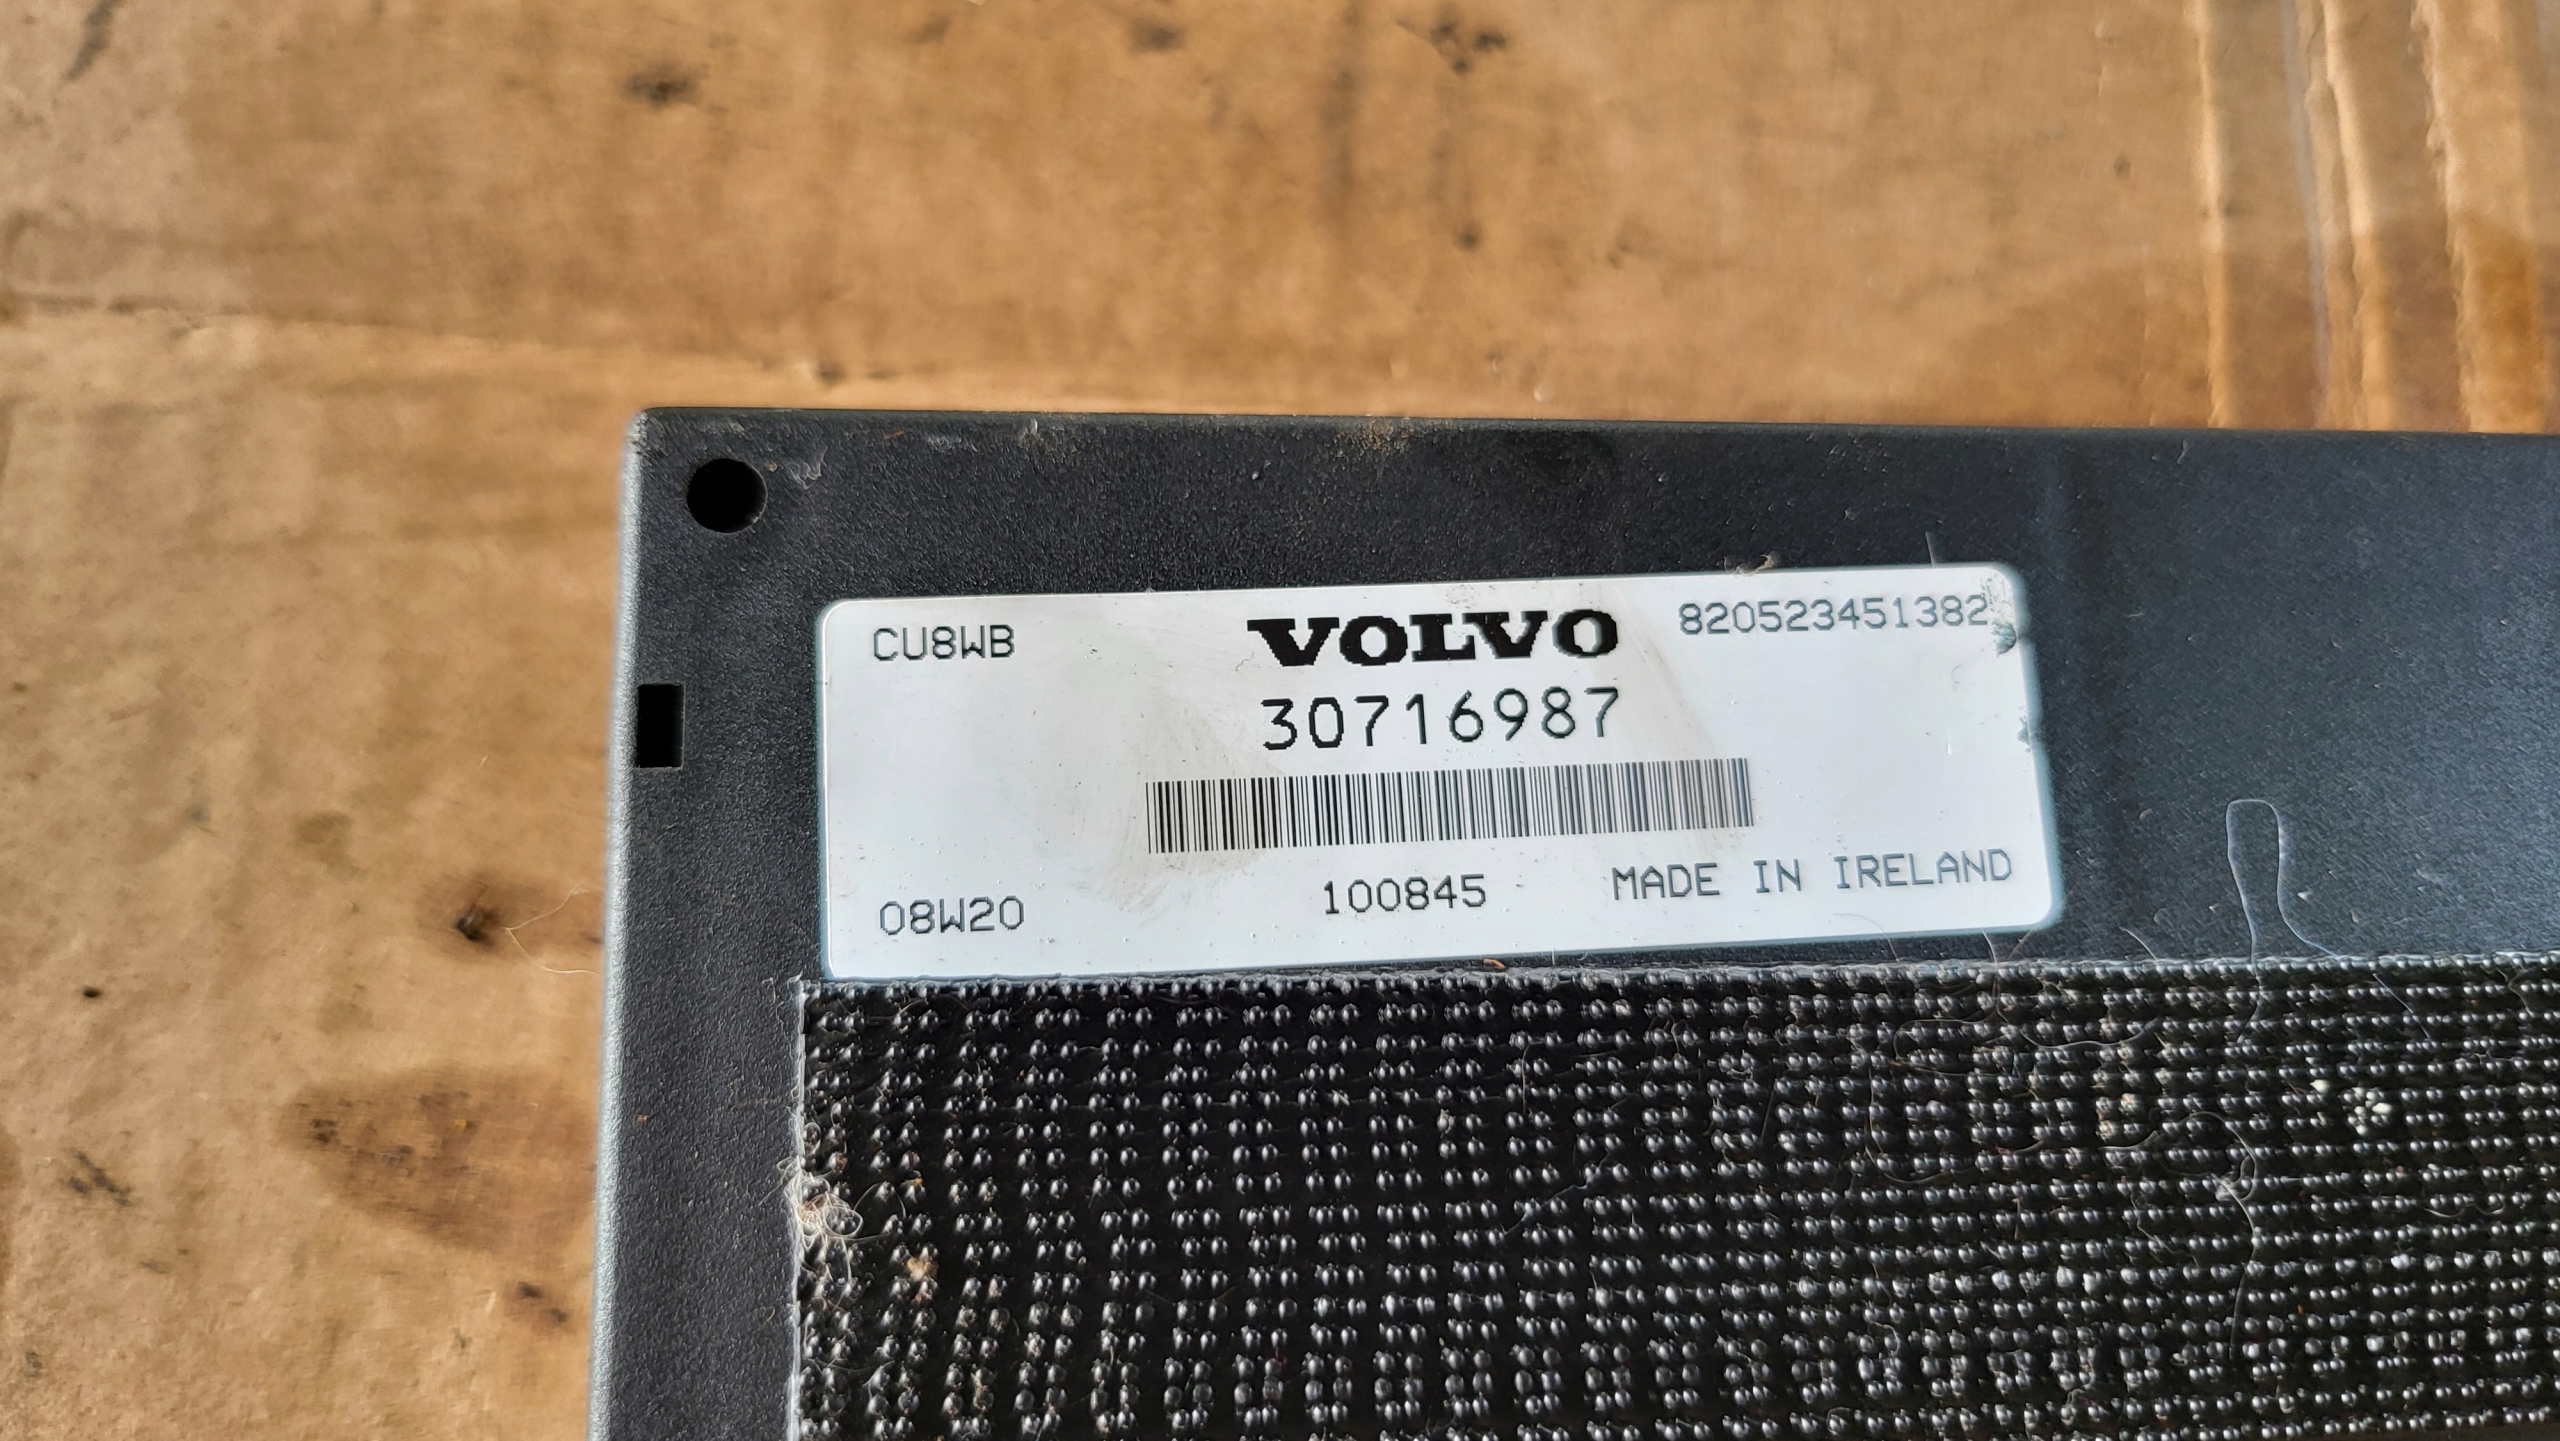 CU8WB VOLVO 820523451382
30716987
08W20 100845 MADE IN IRELAND